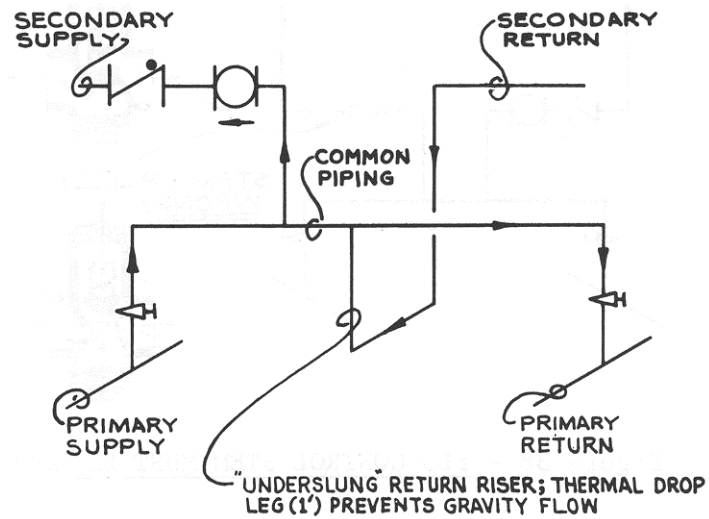 SECONDARY
SUPPLY
SECONDARY
RETURN
COMMON
PIPING
PRIMARY
SUPPLY
PRIMARY
RETURN
"UNDERSLUNG" RETURN RISER; THERMAL DROP
LEG (1') PREVENTS GRAVITY FLOW